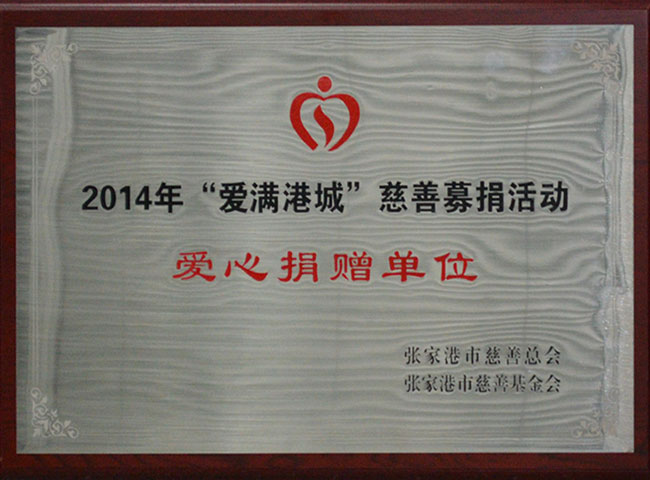 2014年“爱满港城”慈善募捐活动
爱心捐赠单位
张家港市慈善总会
张家港市慈善基金会